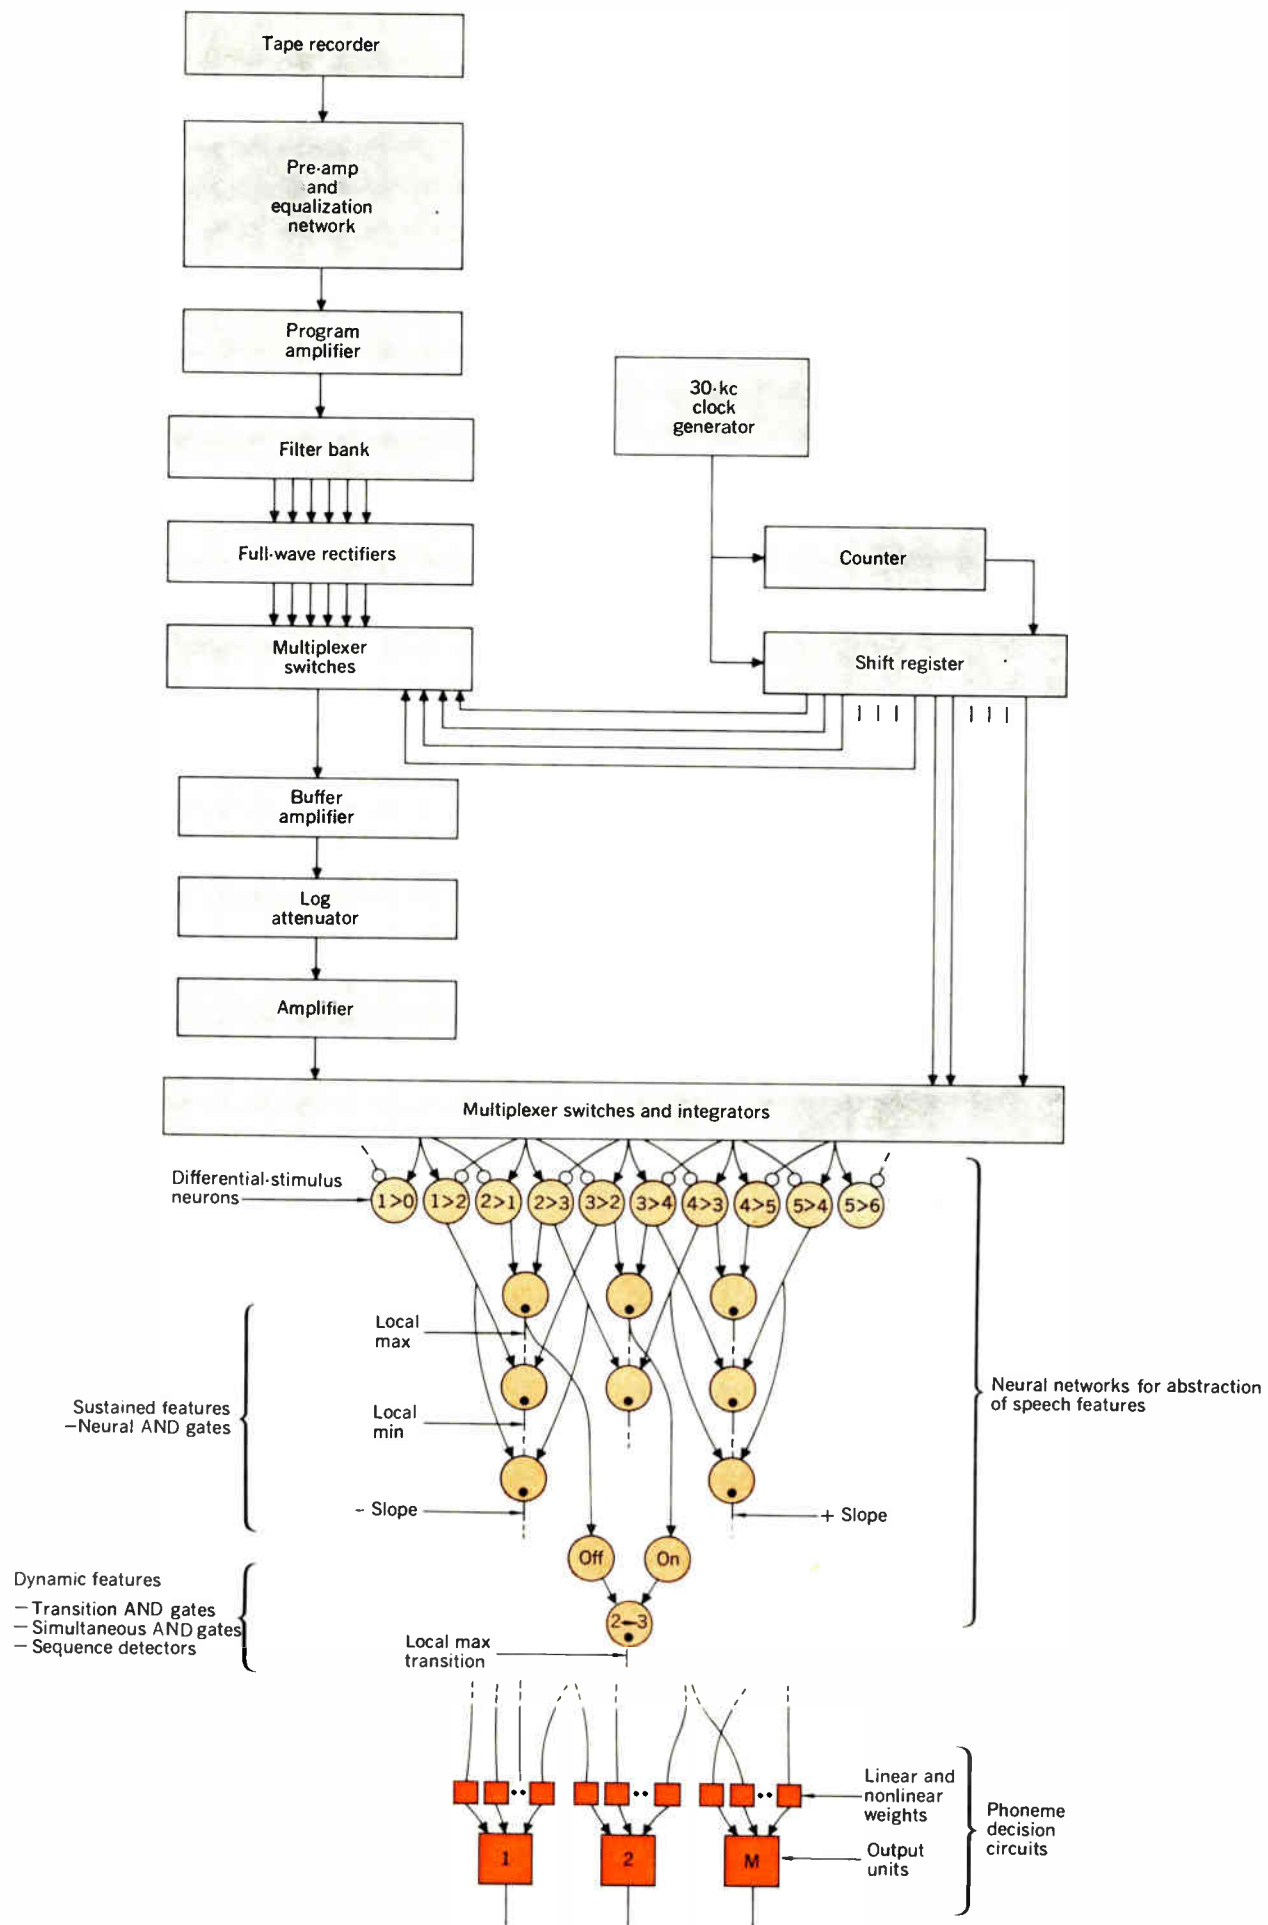 Tape recorder
Pre-amp
and
equalization
network
Program
amplifier
30-kc
clock
generator
Filter bank
Full-wave rectifiers
Counter
Multiplexer
switches
Shift register
Buffer
amplifier
Log
attenuator
Amplifier
Multiplexer switches and integrators
Differential-stimulus
neurons
1>0 1>2 2>1 2>3 3>2 3>4 4>3 4>5 5>4 5>6
Local
max
Sustained features
–Neural AND gates
Local
min
Neural networks for abstraction
of speech features
– Slope
+ Slope
Off On
Dynamic features
– Transition AND gates
– Simultaneous AND gates
– Sequence detectors
2←3
Local max
transition
Linear and
nonlinear
weights
Phoneme
decision
circuits
Output
units
1 2 M